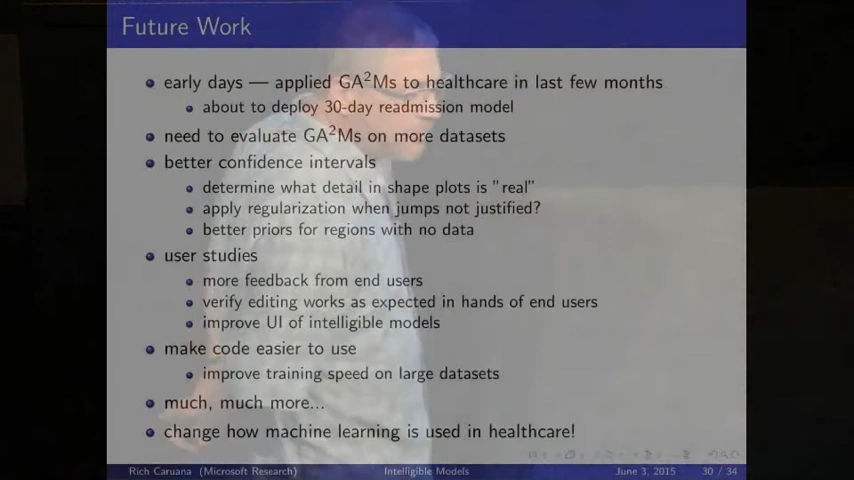 Future Work
early days — applied GA²Ms to healthcare in last few months
about to deploy 30-day readmission model
need to evaluate GA²Ms on more datasets
better confidence intervals
determine what detail in shape plots is "real"
apply regularization when jumps not justified?
better priors for regions with no data
user studies
more feedback from end users
verify editing works as expected in hands of end users
improve UI of intelligible models
make code easier to use
improve training speed on large datasets
much, much more...
change how machine learning is used in healthcare!
Rich Caruana (Microsoft Research) Intelligible Models June 3, 2015 30 / 34